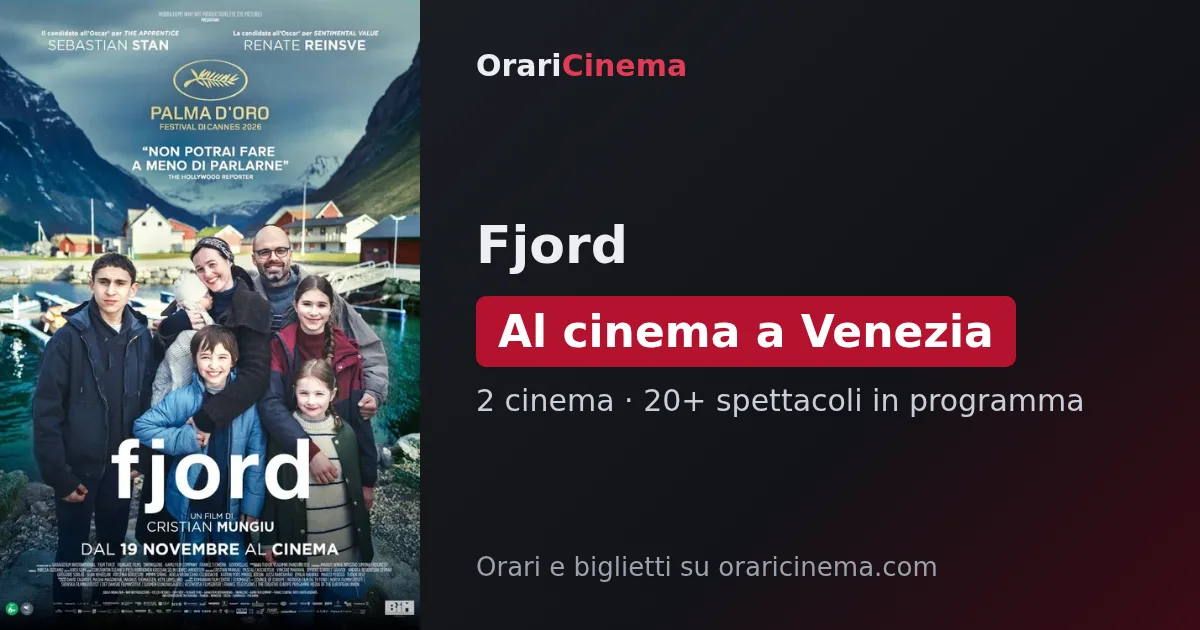 Il candidato all'Oscar® per THE APPRENTICE
SEBASTIAN STAN
La candidata all'Oscar® per SENTIMENTAL VALUE
RENATE REINSVE
PALMA D'ORO
FESTIVAL DI CANNES 2026
“NON POTRAI FARE
A MENO DI PARLARNE”
THE HOLLYWOOD REPORTER
fjord
UN FILM DI
CRISTIAN MUNGIU
DAL 19 NOVEMBRE AL CINEMA
BiM
OrariCinema
Fjord
Al cinema a Venezia
2 cinema · 20+ spettacoli in programma
Orari e biglietti su oraricinema.com